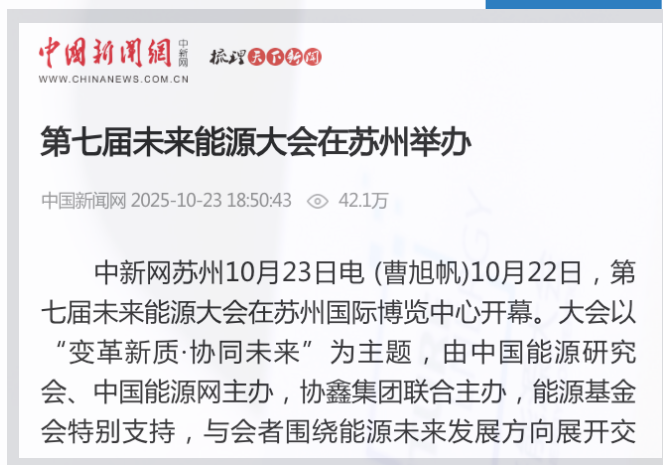 中國新聞網 中新网 梳理天下新闻
WWW.CHINANEWS.COM.CN
第七届未来能源大会在苏州举办
中国新闻网 2025-10-23 18:50:43 42.1万
中新网苏州10月23日电 (曹旭帆)10月22日，第
七届未来能源大会在苏州国际博览中心开幕。大会以
“变革新质·协同未来”为主题，由中国能源研究
会、中国能源网主办，协鑫集团联合主办，能源基金
会特别支持，与会者围绕能源未来发展方向展开交